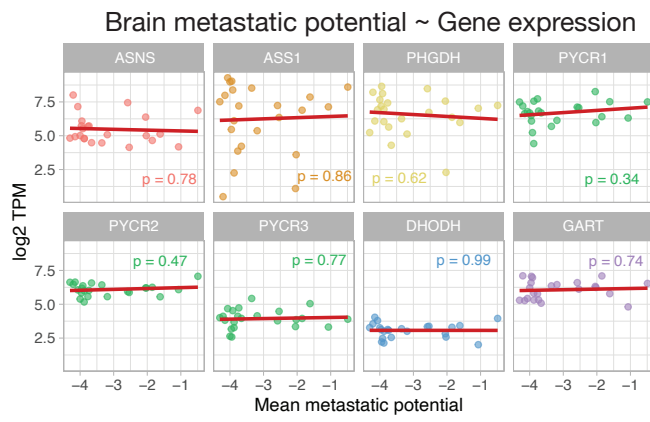 Brain metastatic potential ~ Gene expression
ASNS ASS1 PHGDH PYCR1
7.5
5.0
2.5
p = 0.78 p = 0.86 p = 0.62 p = 0.34
log2 TPM
PYCR2 PYCR3 DHODH GART
p = 0.47 p = 0.77 p = 0.99 p = 0.74
7.5
5.0
2.5
−4 −3 −2 −1 −4 −3 −2 −1 −4 −3 −2 −1 −4 −3 −2 −1
Mean metastatic potential